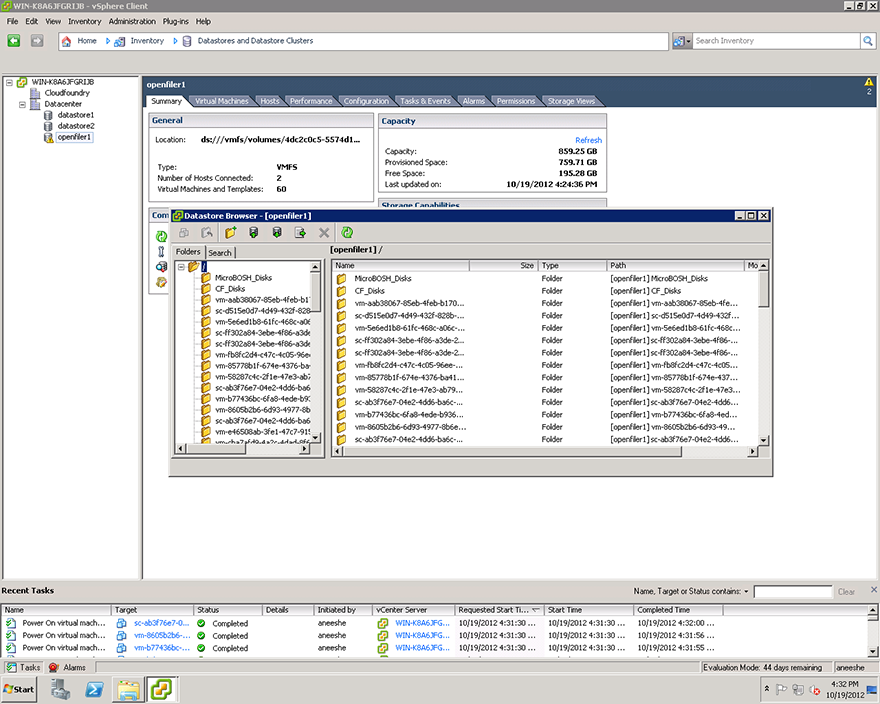 WIN-K8A6JFGRIJB - vSphere Client
File Edit View Inventory Administration Plug-ins Help
Home Inventory Datastores and Datastore Clusters Search Inventory
WIN-K8A6JFGRIJB
Cloudfoundry
Datacenter
datastore1
datastore2
openfiler1
openfiler1
2
Summary Virtual Machines Hosts Performance Configuration Tasks & Events Alarms Permissions Storage Views
General
Location: ds:///vmfs/volumes/4dc2c0c5-5574d1...
Type: VMFS
Number of Hosts Connected: 2
Virtual Machines and Templates: 60
Capacity
Refresh
Capacity: 859.25 GB
Provisioned Space: 759.71 GB
Free Space: 195.28 GB
Last updated on: 10/19/2012 4:24:36 PM
Storage Capabilities
Com
Datastore Browser - [openfiler1]
Folders Search
[openfiler1] /
/
MicroBOSH_Disks
CF_Disks
vm-aab38067-85eb-4feb-b1
sc-d515e0d7-4d49-432f-828
vm-5e6ed1b8-61fc-468c-a06
sc-ff302a84-3ebe-4f86-a3de
sc-ff302a84-3ebe-4f86-a3de
vm-fb8fc2d4-c47c-4c05-96e
vm-85778b1f-674e-4376-ba
vm-58287c4c-2f1e-47e3-ab
sc-ab3f76e7-04e2-4dd6-ba6
vm-b77436bc-6fa8-4ede-b9
vm-8605b2b6-6d93-4977-8b
sc-ab3f76e7-04e2-4dd6-ba6
vm-e46508ab-3fe1-47c7-915
Name Size Type Path Mo
MicroBOSH_Disks Folder [openfiler1] MicroBOSH_Disks
CF_Disks Folder [openfiler1] CF_Disks
vm-aab38067-85eb-4feb-b170... Folder [openfiler1] vm-aab38067-85eb-4fe...
sc-d515e0d7-4d49-432f-828b-... Folder [openfiler1] sc-d515e0d7-4d49-432f...
vm-5e6ed1b8-61fc-468c-a06c-... Folder [openfiler1] vm-5e6ed1b8-61fc-468c...
sc-ff302a84-3ebe-4f86-a3de-2... Folder [openfiler1] sc-ff302a84-3ebe-4f86-...
sc-ff302a84-3ebe-4f86-a3de-2... Folder [openfiler1] sc-ff302a84-3ebe-4f86-...
vm-fb8fc2d4-c47c-4c05-96ee-... Folder [openfiler1] vm-fb8fc2d4-c47c-4c05...
vm-85778b1f-674e-4376-ba41... Folder [openfiler1] vm-85778b1f-674e-437...
vm-58287c4c-2f1e-47e3-ab79... Folder [openfiler1] vm-58287c4c-2f1e-47e3...
sc-ab3f76e7-04e2-4dd6-ba6c-... Folder [openfiler1] sc-ab3f76e7-04e2-4dd6...
vm-b77436bc-6fa8-4ede-b936... Folder [openfiler1] vm-b77436bc-6fa8-4ed...
vm-8605b2b6-6d93-4977-8b6e... Folder [openfiler1] vm-8605b2b6-6d93-49...
sc-ab3f76e7-04e2-4dd6-ba6c-... Folder [openfiler1] sc-ab3f76e7-04e2-4dd6...
Recent Tasks Name, Target or Status contains: Clear
Name Target Status Details Initiated by vCenter Server Requested Start Ti... Start Time Completed Time
Power On virtual mach... sc-ab3f76e7-0... Completed aneeshe WIN-K8A6JFG... 10/19/2012 4:31:30 ... 10/19/2012 4:31:30 ... 10/19/2012 4:32:00 ...
Power On virtual mach... vm-8605b2b6-... Completed aneeshe WIN-K8A6JFG... 10/19/2012 4:31:30 ... 10/19/2012 4:31:30 ... 10/19/2012 4:31:56 ...
Power On virtual mach... vm-b77436bc-... Completed aneeshe WIN-K8A6JFG... 10/19/2012 4:31:30 ... 10/19/2012 4:31:30 ... 10/19/2012 4:31:55 ...
Tasks Alarms Evaluation Mode: 44 days remaining aneeshe
Start 4:32 PM
10/19/2012